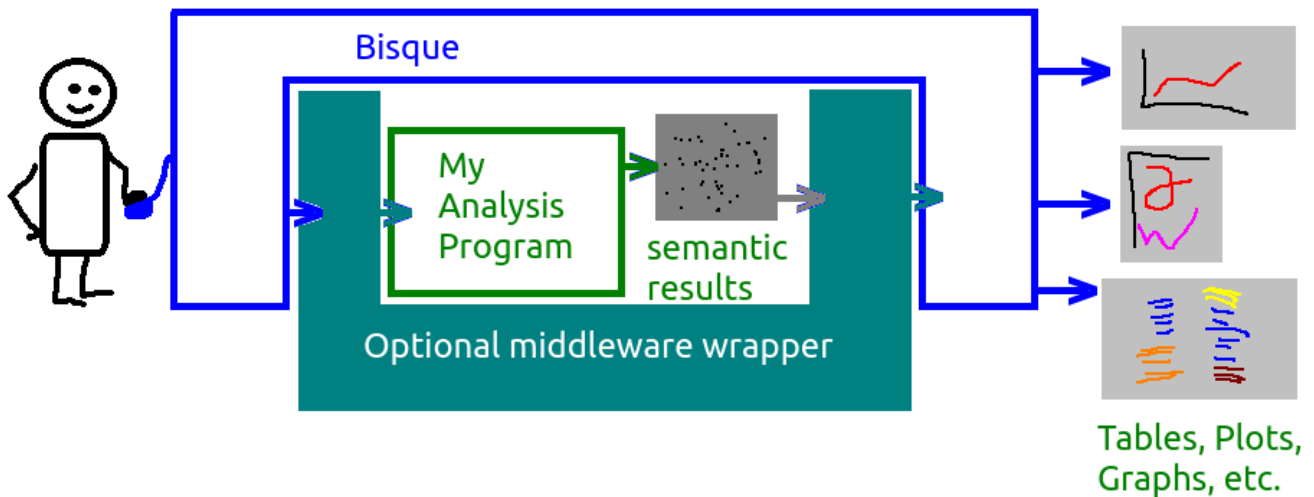 Bisque
My
Analysis
Program
semantic
results
Optional middleware wrapper
Tables, Plots,
Graphs, etc.